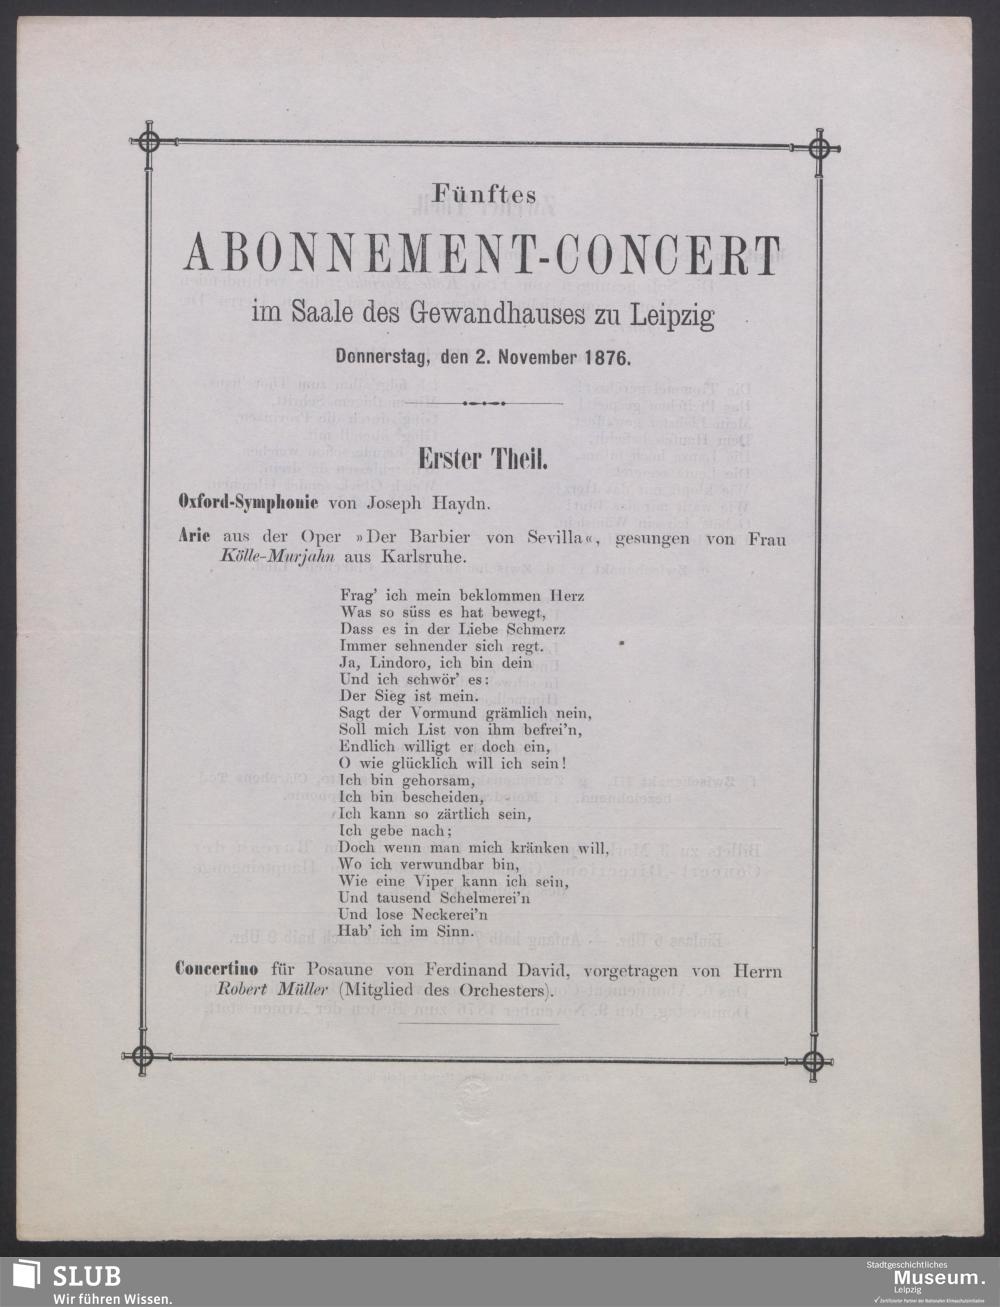 Fünftes
ABONNEMENT-CONCERT
im Saale des Gewandhauses zu Leipzig
Donnerstag, den 2. November 1876.
Erster Theil.
Oxford-Symphonie von Joseph Haydn.
Arie aus der Oper »Der Barbier von Sevilla«, gesungen von Frau
Kölle-Murjahn aus Karlsruhe.
Frag' ich mein beklommen Herz
Was so süss es hat bewegt,
Dass es in der Liebe Schmerz
Immer sehnender sich regt.
Ja, Lindoro, ich bin dein
Und ich schwör' es:
Der Sieg ist mein.
Sagt der Vormund grämlich nein,
Soll mich List von ihm befrei'n,
Endlich willigt er doch ein,
O wie glücklich will ich sein!
Ich bin gehorsam,
Ich bin bescheiden,
Ich kann so zärtlich sein,
Ich gebe nach;
Doch wenn man mich kränken will,
Wo ich verwundbar bin,
Wie eine Viper kann ich sein,
Und tausend Schelmerei'n
Und lose Neckerei'n
Hab' ich im Sinn.
Concertino für Posaune von Ferdinand David, vorgetragen von Herrn
Robert Müller (Mitglied des Orchesters).
SLUB
Wir führen Wissen.
Stadtgeschichtliches
Museum.
Leipzig
Zertifizierter Partner der Nationalen Klimaschutzinitiative